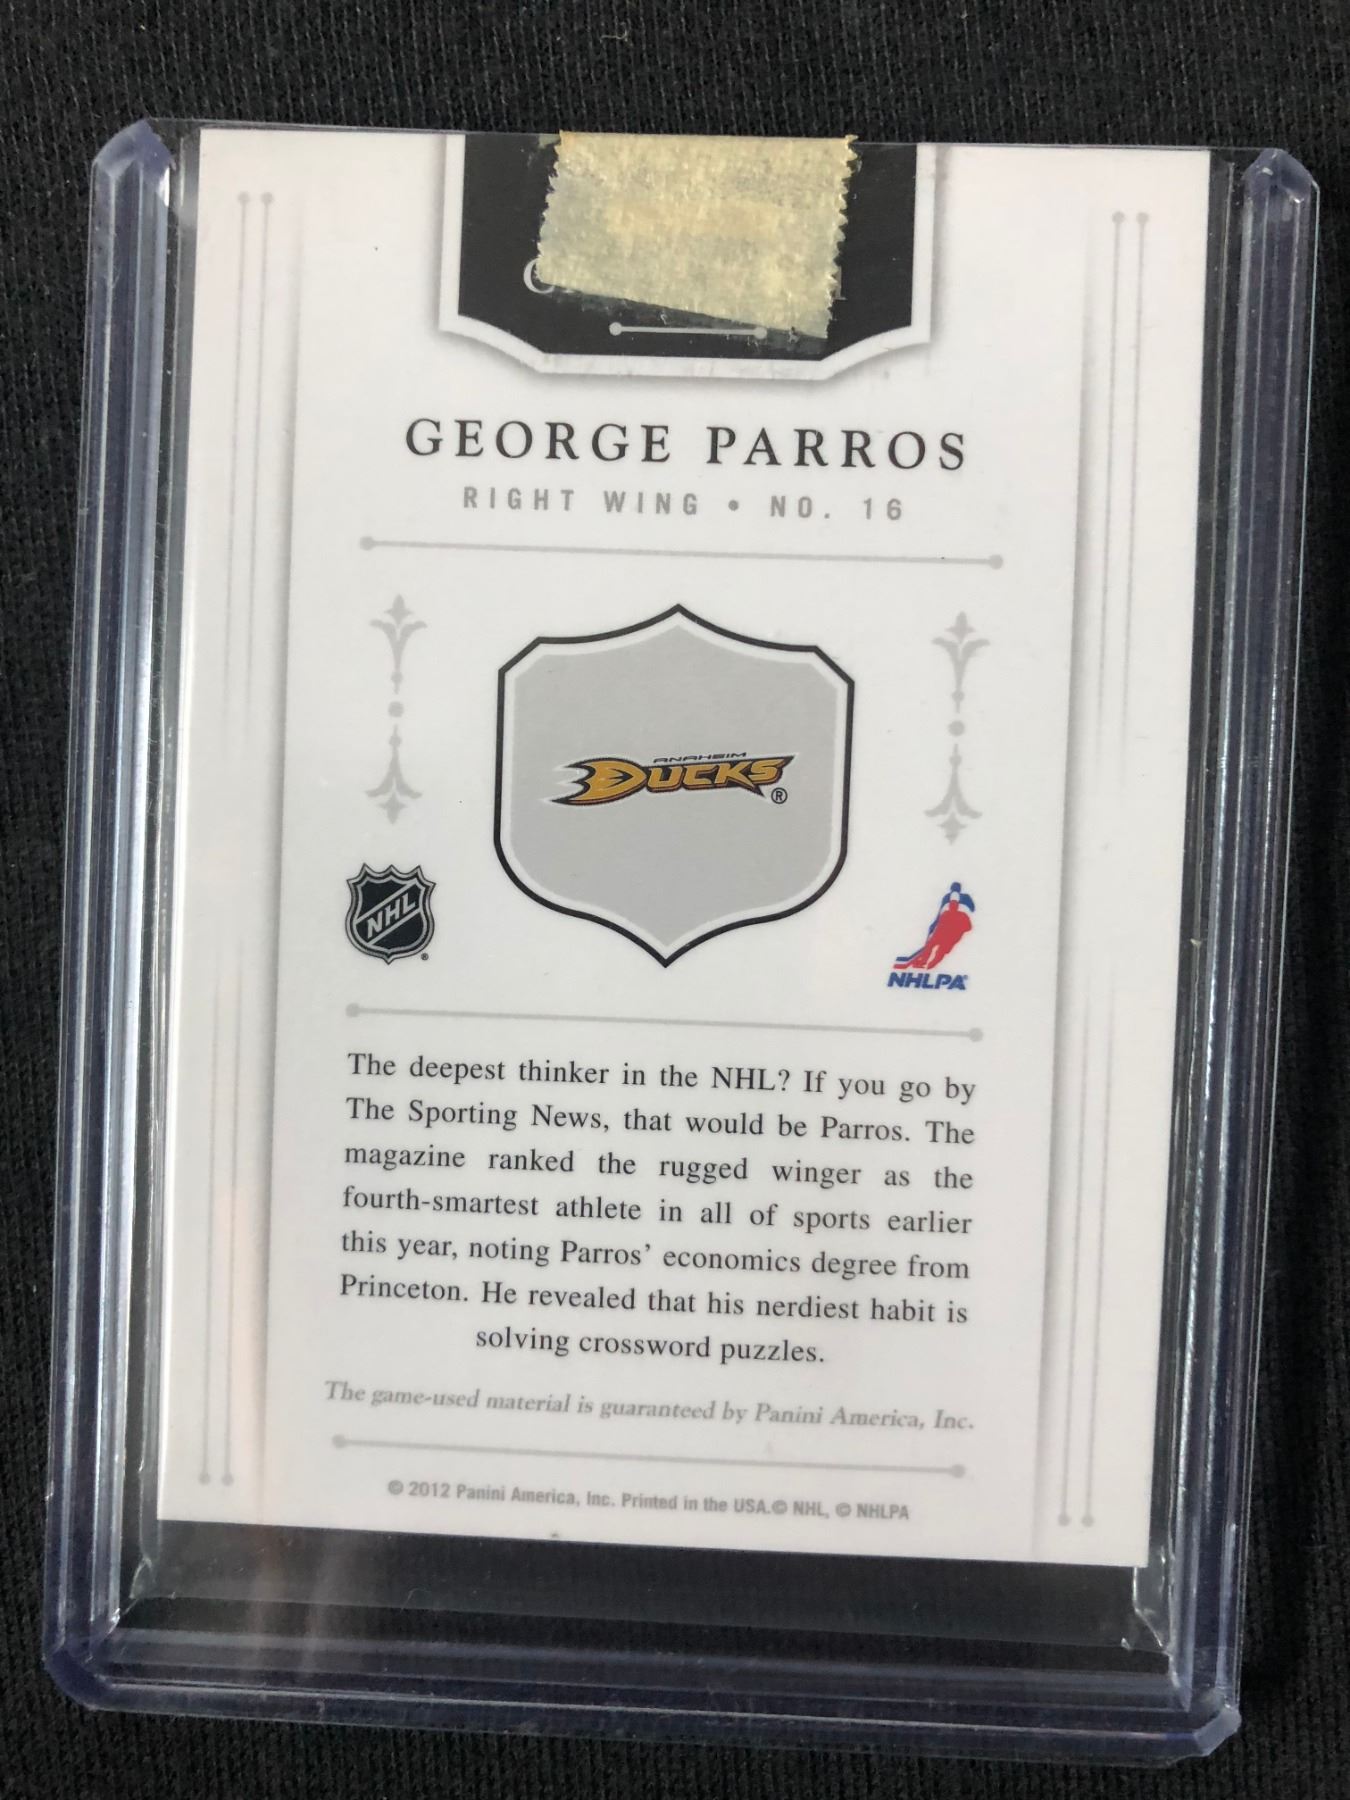 GEORGE PARROS
RIGHT WING • NO. 16
ANAHEIM
DUCKS®
NHL®
NHLPA
The deepest thinker in the NHL? If you go by
The Sporting News, that would be Parros. The
magazine ranked the rugged winger as the
fourth-smartest athlete in all of sports earlier
this year, noting Parros’ economics degree from
Princeton. He revealed that his nerdiest habit is
solving crossword puzzles.
The game-used material is guaranteed by Panini America, Inc.
© 2012 Panini America, Inc. Printed in the USA.© NHL, © NHLPA